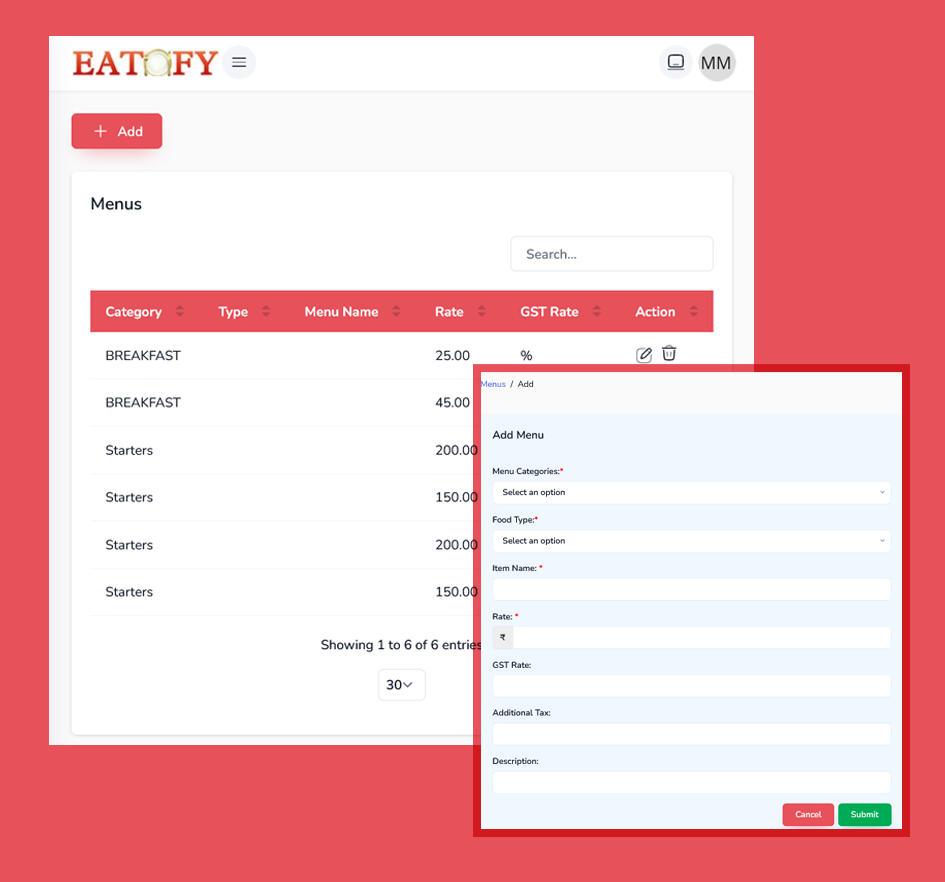 EATOFY
MM
+ Add
Menus
Search...
Category Type Menu Name Rate GST Rate Action
BREAKFAST 25.00 %
BREAKFAST 45.00
Starters 200.00
Starters 150.00
Starters 200.00
Starters 150.00
Showing 1 to 6 of 6 entries
30
Menus / Add
Add Menu
Menu Categories:*
Select an option
Food Type:*
Select an option
Item Name: *
Rate: *
₹
GST Rate:
Additional Tax:
Description:
Cancel Submit